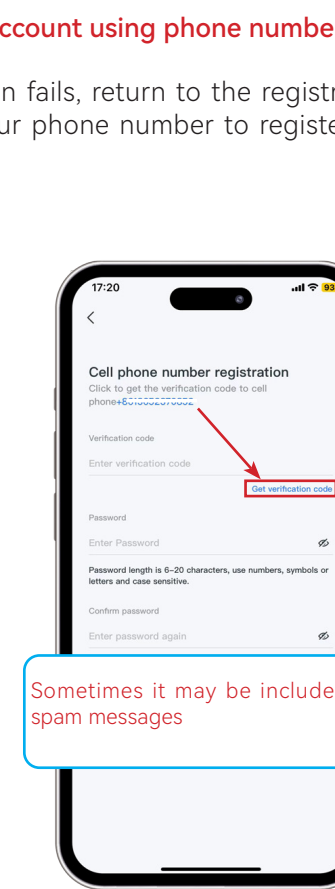 ccount using phone numbe
n fails, return to the registr
ur phone number to registe
17:20
93
Cell phone number registration
Click to get the verification code to cell
phone
Verification code
Enter verification code
Get verification code
Password
Enter Password
Password length is 6-20 characters, use numbers, symbols or
letters and case sensitive.
Confirm password
Enter password again
Sometimes it may be include
spam messages